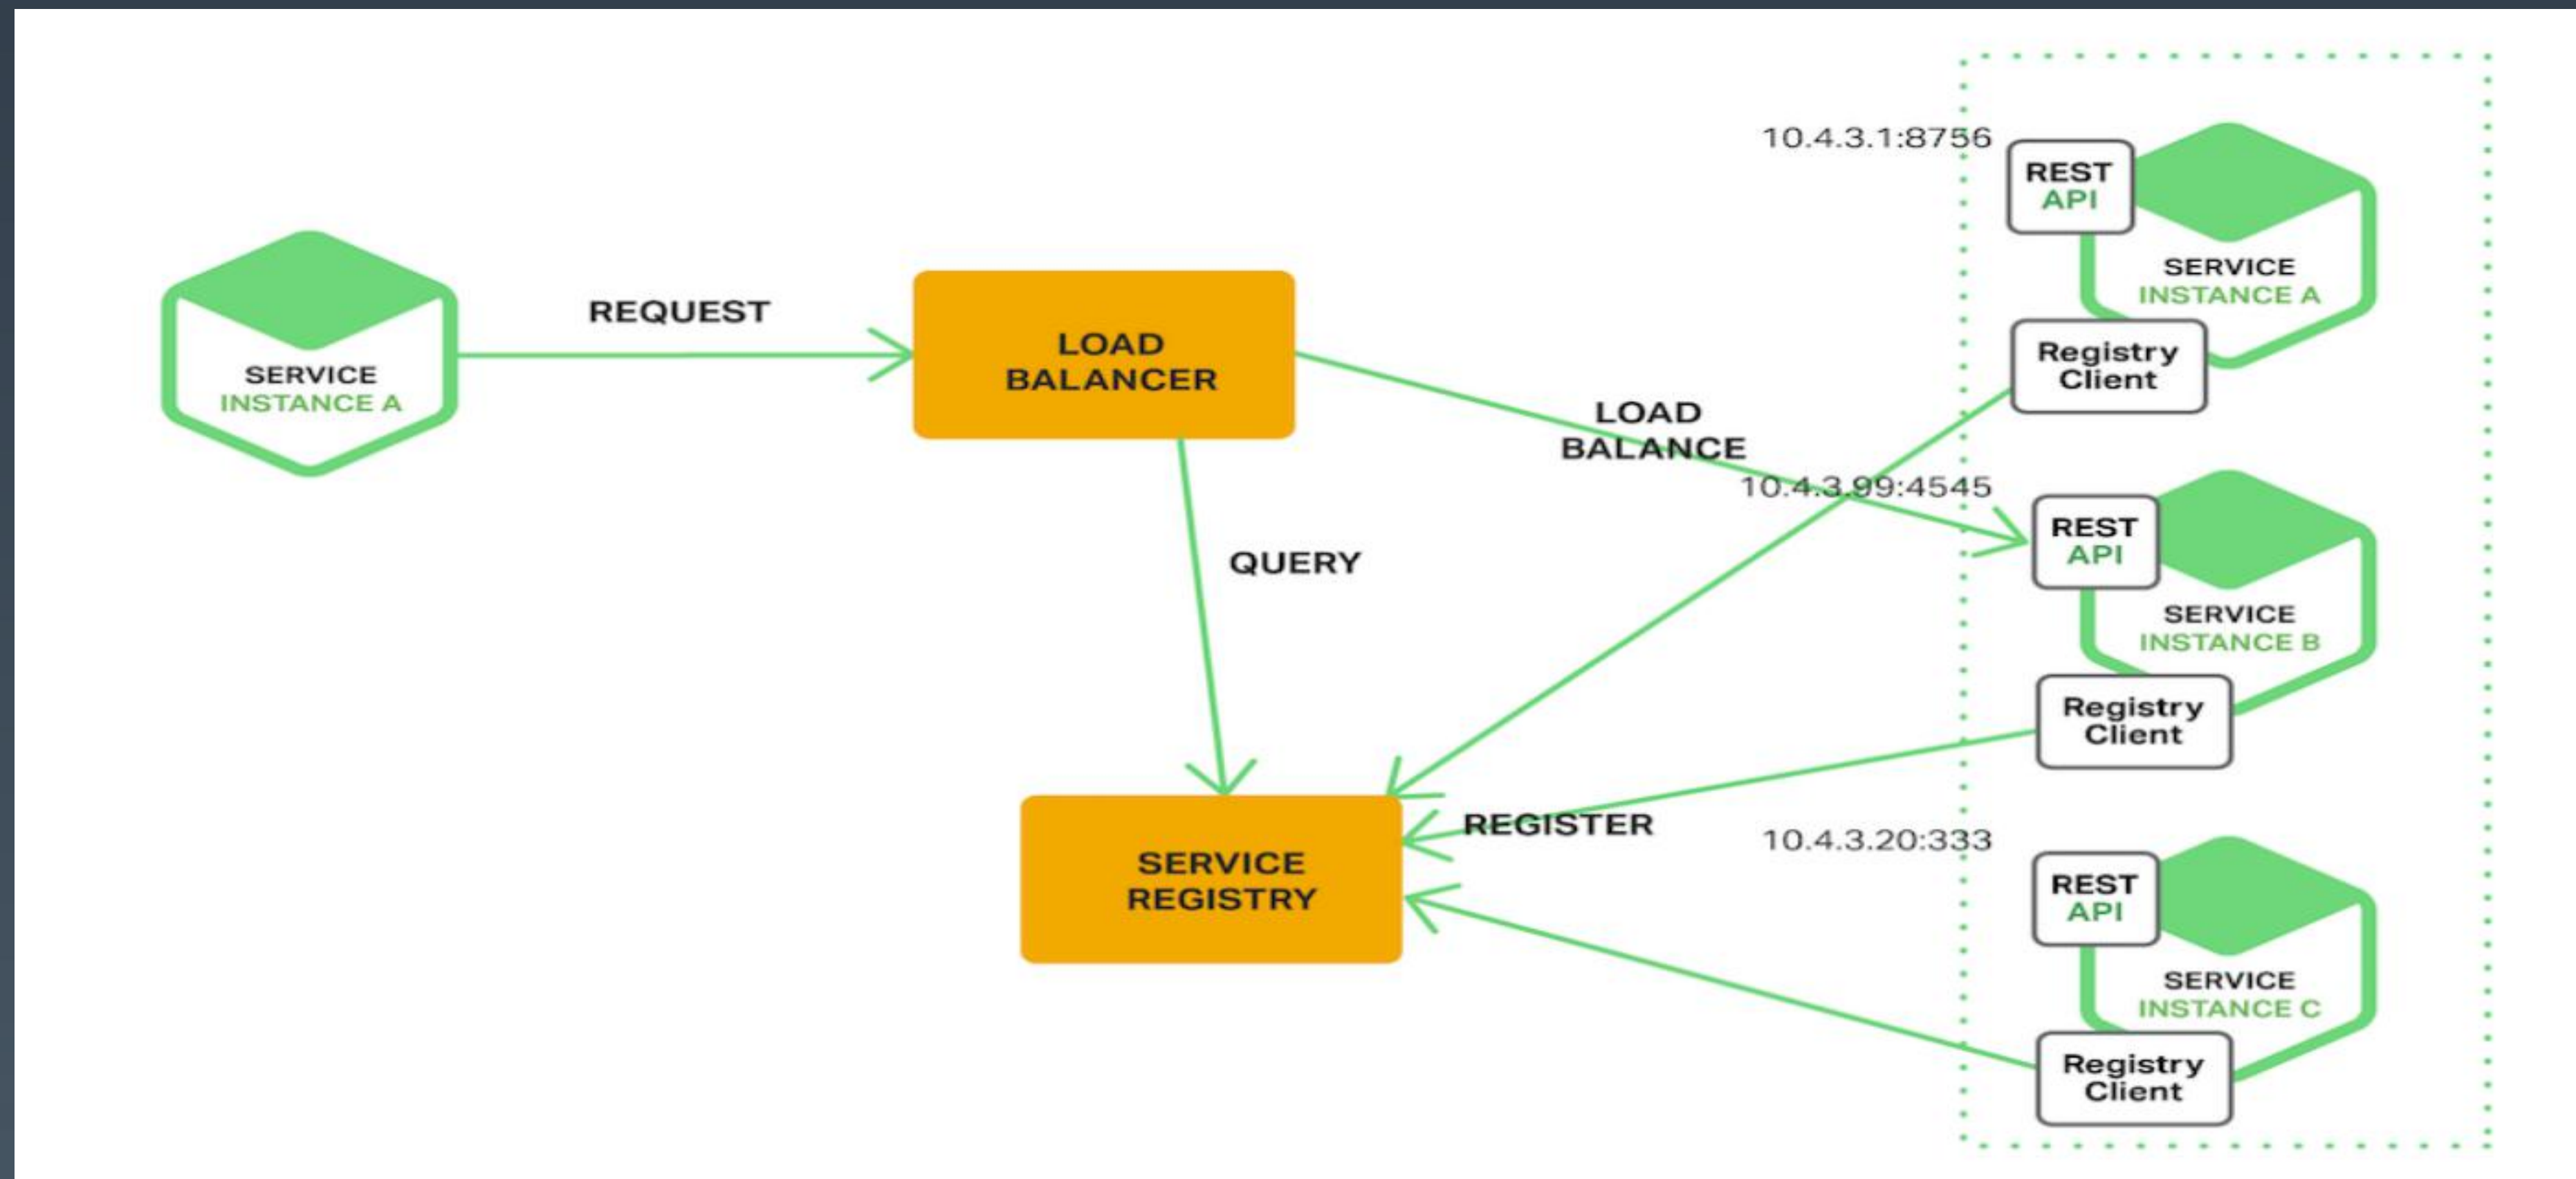 SERVICE
INSTANCE A
REQUEST
LOAD
BALANCER
QUERY
LOAD
BALANCE
SERVICE
REGISTRY
REGISTER
10.4.3.1:8756
REST
API
SERVICE
INSTANCE A
Registry
Client
10.4.3.99:4545
REST
API
SERVICE
INSTANCE B
Registry
Client
10.4.3.20:333
REST
API
SERVICE
INSTANCE C
Registry
Client